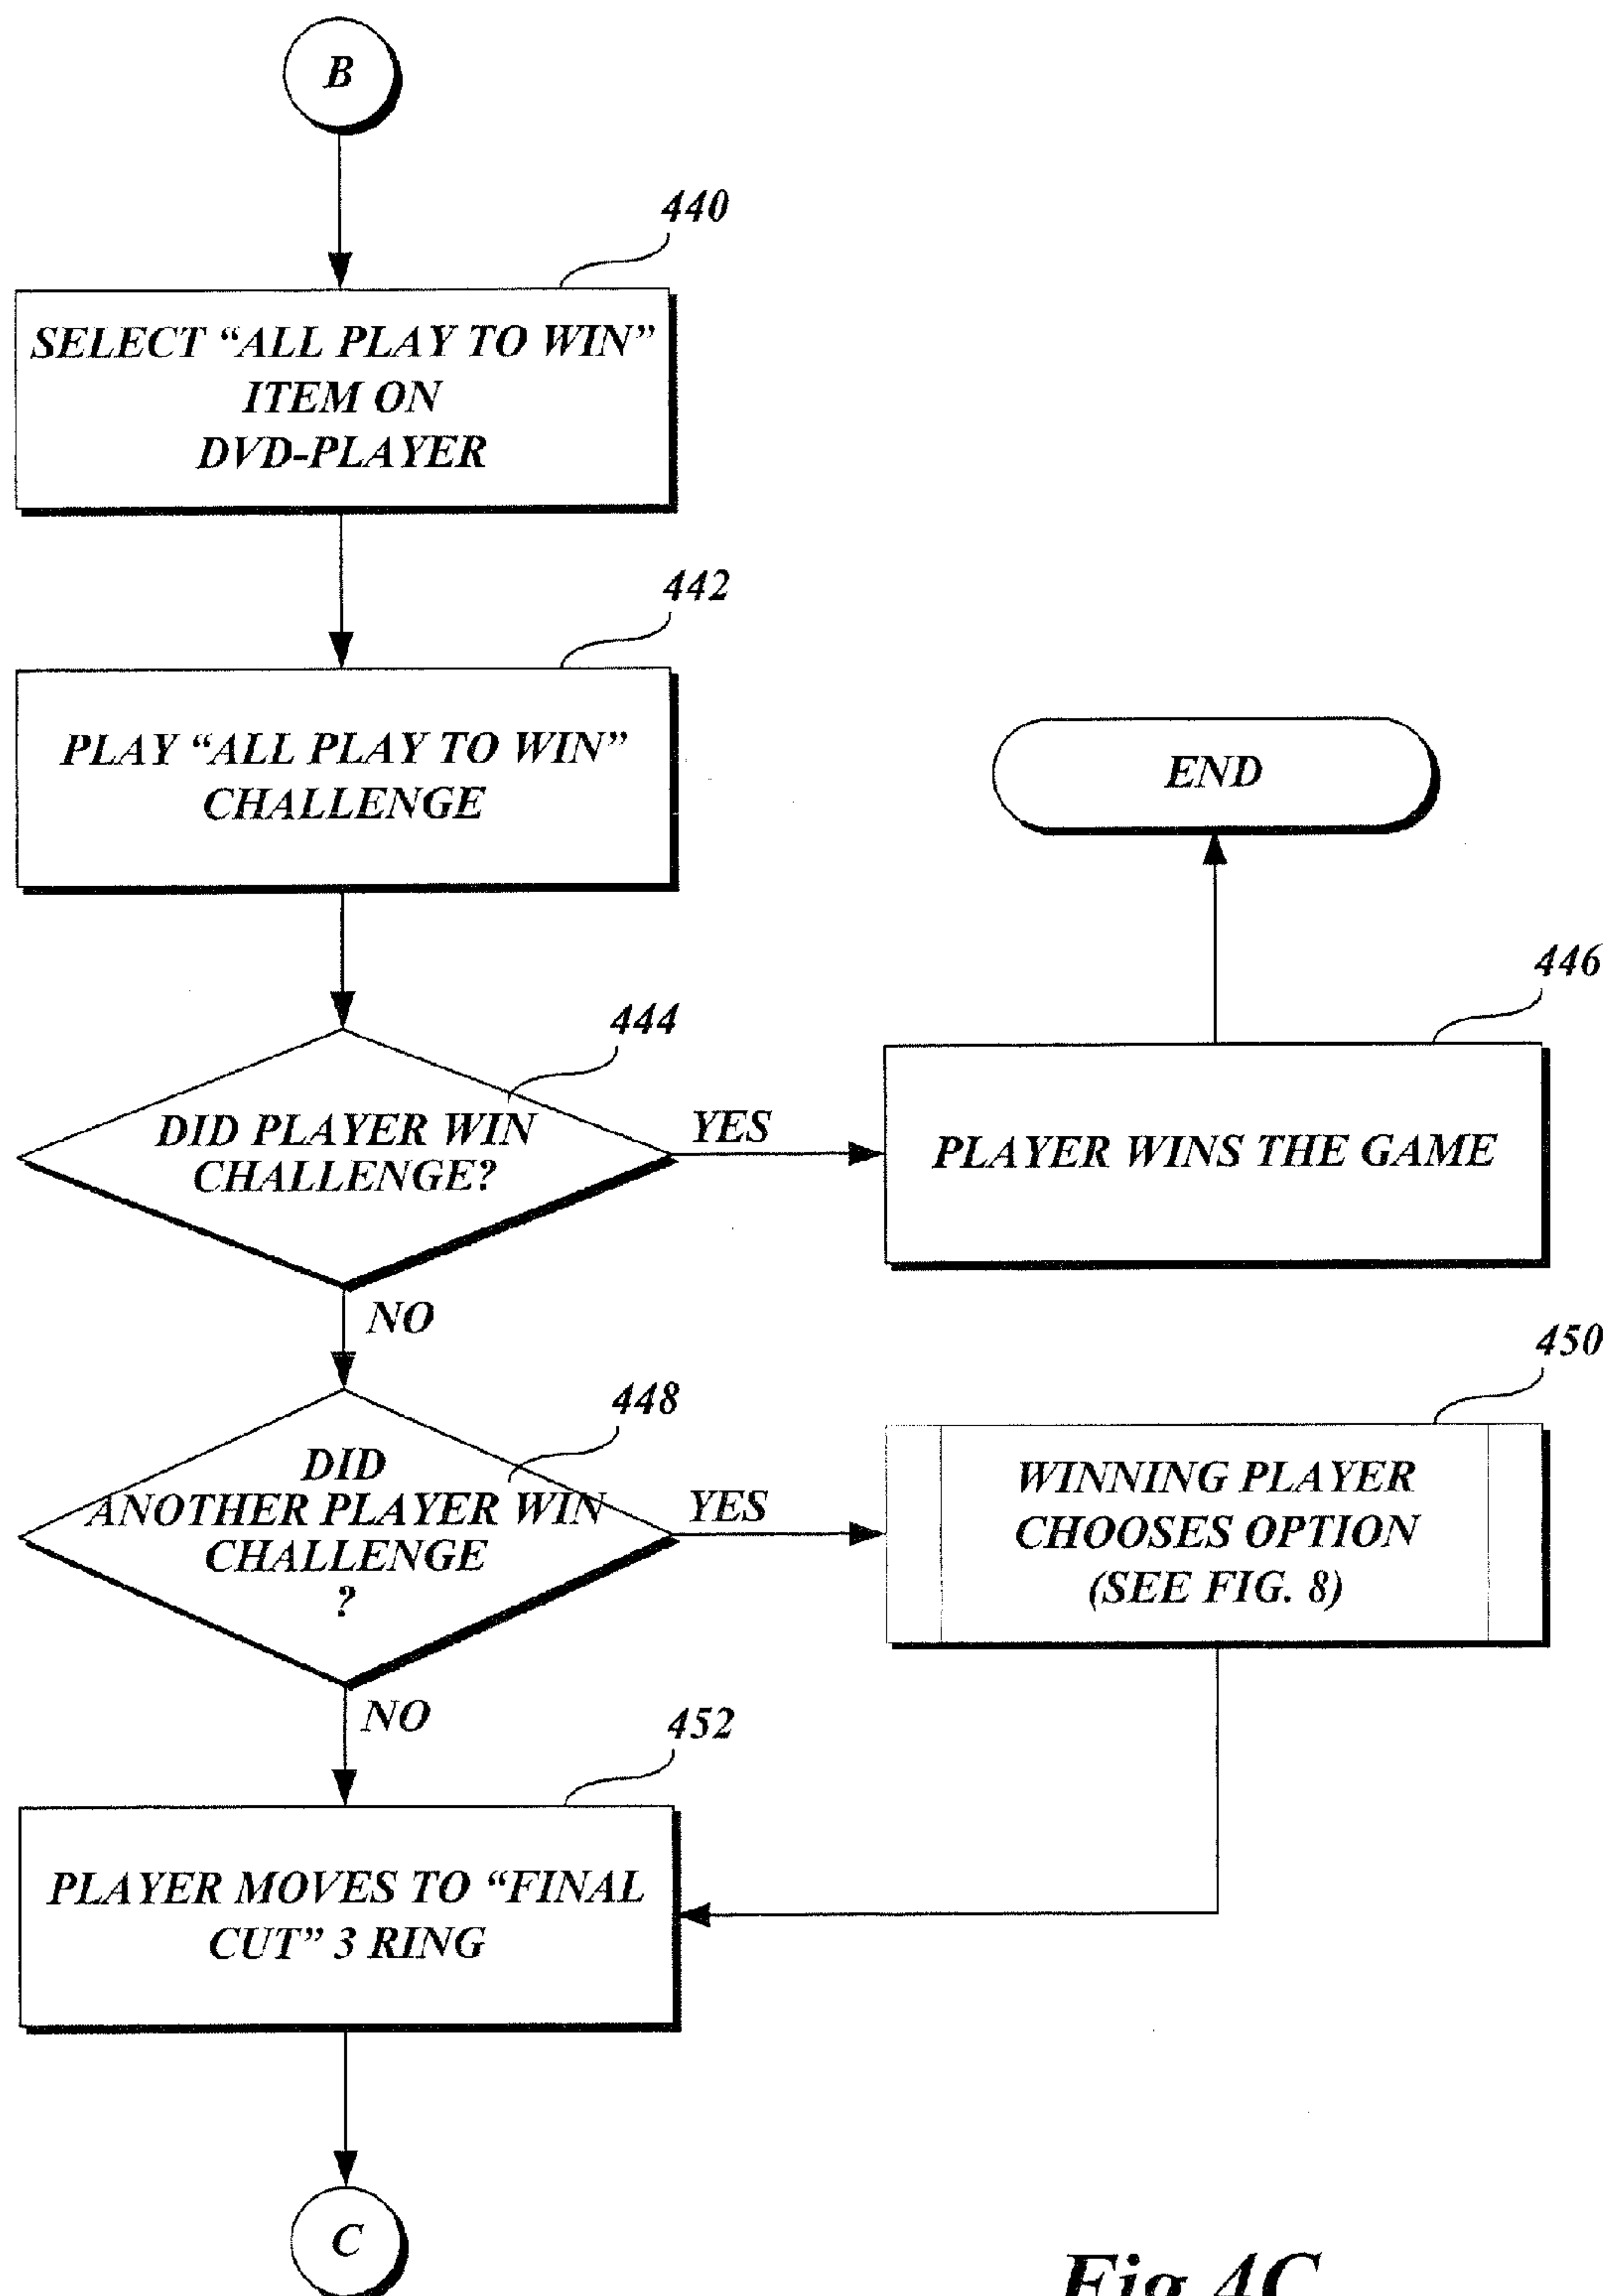 B
440
SELECT “ALL PLAY TO WIN”
ITEM ON
DVD-PLAYER
442
PLAY “ALL PLAY TO WIN”
CHALLENGE
END
446
444
DID PLAYER WIN
CHALLENGE?
YES
PLAYER WINS THE GAME
NO
450
448
DID
ANOTHER PLAYER WIN
CHALLENGE
?
YES
WINNING PLAYER
CHOOSES OPTION
(SEE FIG. 8)
NO
452
PLAYER MOVES TO “FINAL
CUT” 3 RING
C
Fig.4C